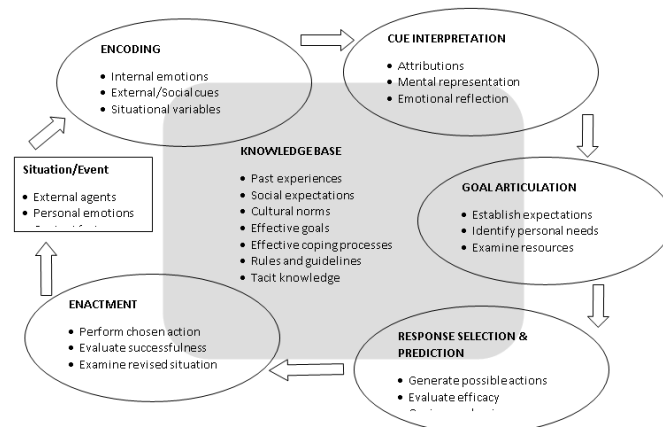 ENCODING
• Internal emotions
• External/Social cues
• Situational variables
CUE INTERPRETATION
• Attributions
• Mental representation
• Emotional reflection
Situation/Event
• External agents
• Personal emotions
KNOWLEDGE BASE
• Past experiences
• Social expectations
• Cultural norms
• Effective goals
• Effective coping processes
• Rules and guidelines
• Tacit knowledge
GOAL ARTICULATION
• Establish expectations
• Identify personal needs
• Examine resources
ENACTMENT
• Perform chosen action
• Evaluate successfulness
• Examine revised situation
RESPONSE SELECTION &
PREDICTION
• Generate possible actions
• Evaluate efficacy